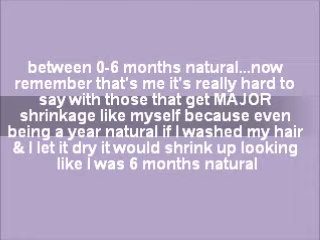 between 0-6 months natural...now
remember that's me it's really hard to
say with those that get MAJOR
shrinkage like myself because even
being a year natural if I washed my hair
& I let it dry it would shrink up looking
like I was 6 months natural